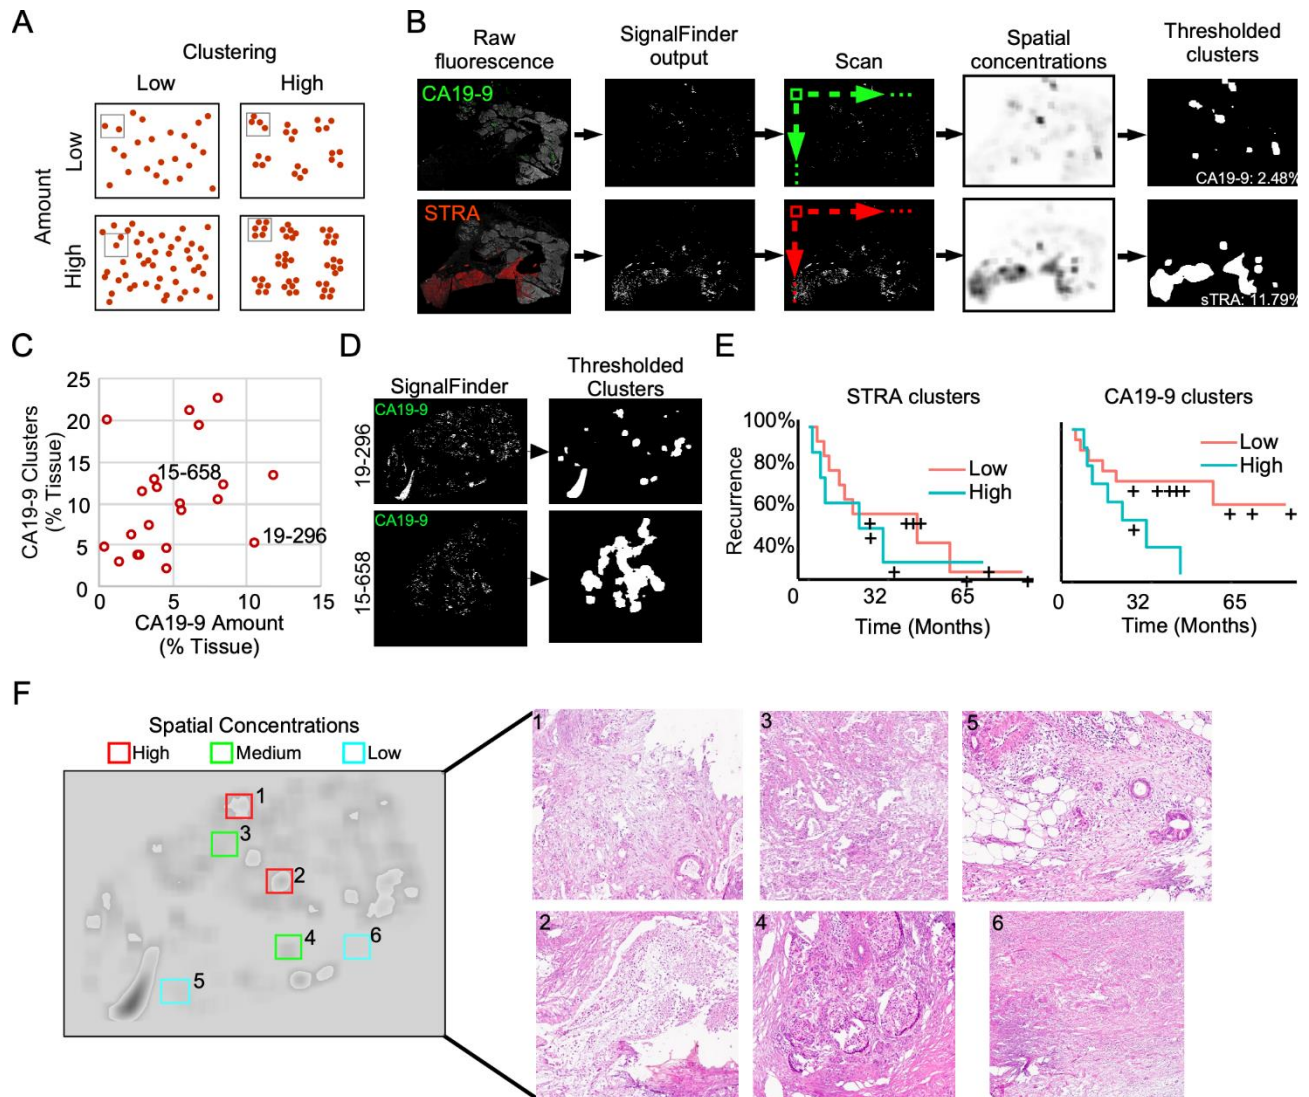 A
Clustering
Low
High
Amount
Low
High
B
Raw
fluorescence
SignalFinder
output
Scan
Spatial
concentrations
Thresholded
clusters
CA19-9
CA19-9: 2.48%
STRA
sTRA: 11.79%
C
CA19-9 Clusters
(% Tissue)
25
20
15
10
5
0
15-658
19-296
0
5
10
15
CA19-9 Amount
(% Tissue)
D
SignalFinder
Thresholded
Clusters
19-296
CA19-9
15-658
CA19-9
E
STRA clusters
Recurrence
100%
80%
60%
40%
Low
High
0
32
65
Time (Months)
CA19-9 clusters
Low
High
0
32
65
Time (Months)
F
Spatial Concentrations
High
Medium
Low
1
3
2
4
6
5
1
3
5
2
4
6